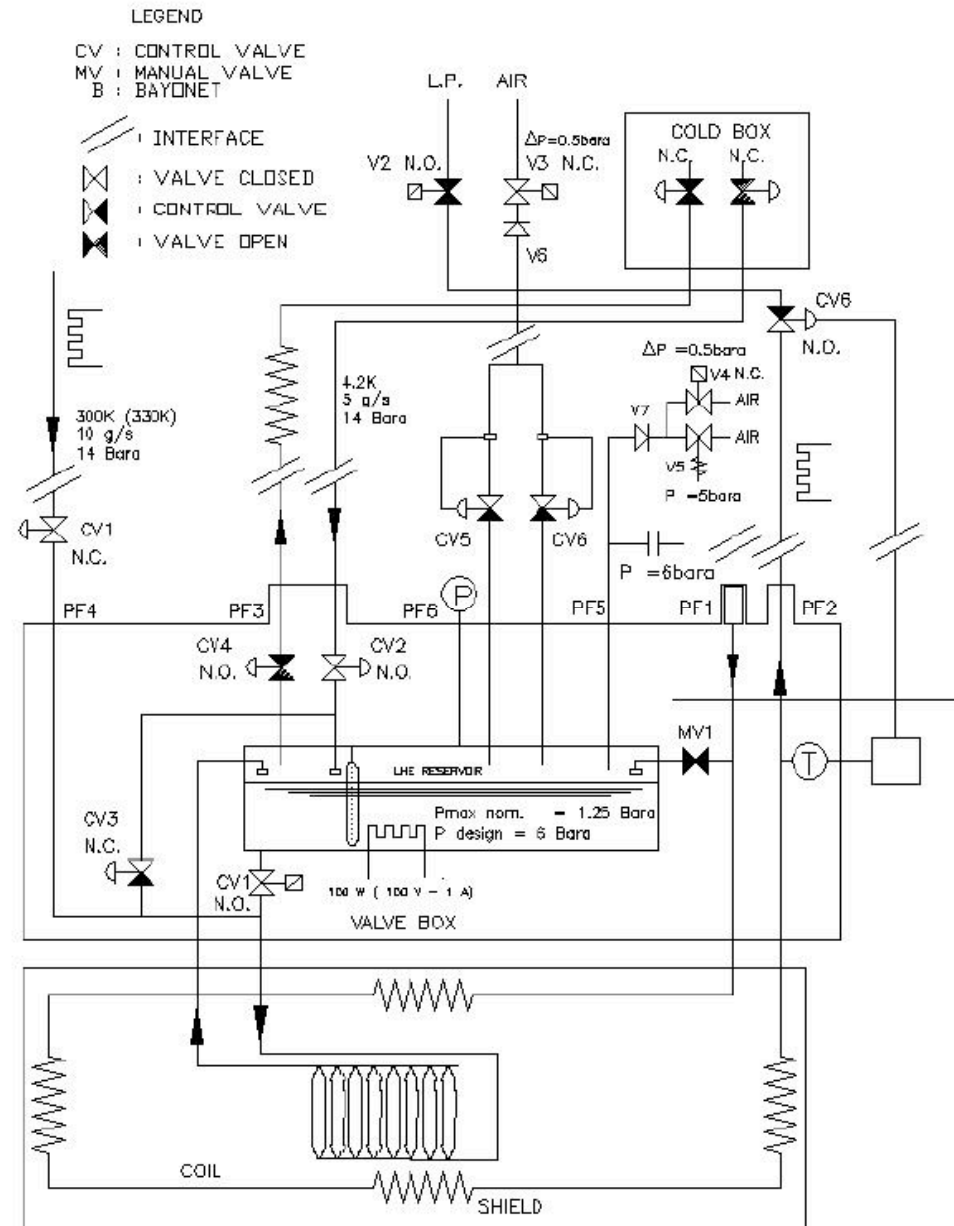 LEGEND
CV : CONTROL VALVE
MV : MANUAL VALVE
B : BAYONET
: INTERFACE
: VALVE CLOSED
: CONTROL VALVE
: VALVE OPEN
L.P.
AIR
ΔP=0.5bara
V2 N.O.
V3 N.C.
V6
COLD BOX
N.C.
N.C.
CV6
N.O.
ΔP =0.5bara
V4 N.C.
AIR
V7
AIR
V5
P =5bara
300K (330K)
10 g/s
14 Bara
4.2K
5 g/s
14 Bara
CV1
N.C.
CV5
CV6
P =6bara
PF4
PF3
PF6
P
PF5
PF1
PF2
CV4
N.O.
CV2
N.O.
MV1
T
LHE RESERVOIR
Pmax nom. = 1.25 Bara
P design = 6 Bara
CV3
N.C.
CV1
N.O.
100 W ( 100 V - 1 A)
VALVE BOX
COIL
SHIELD